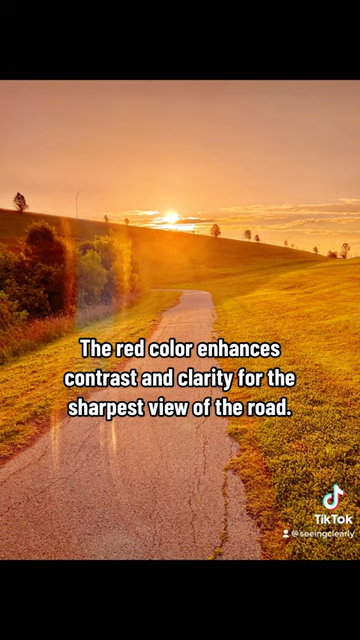 The red color enhances
contrast and clarity for the
sharpest view of the road.
TikTok
@seeingclearly